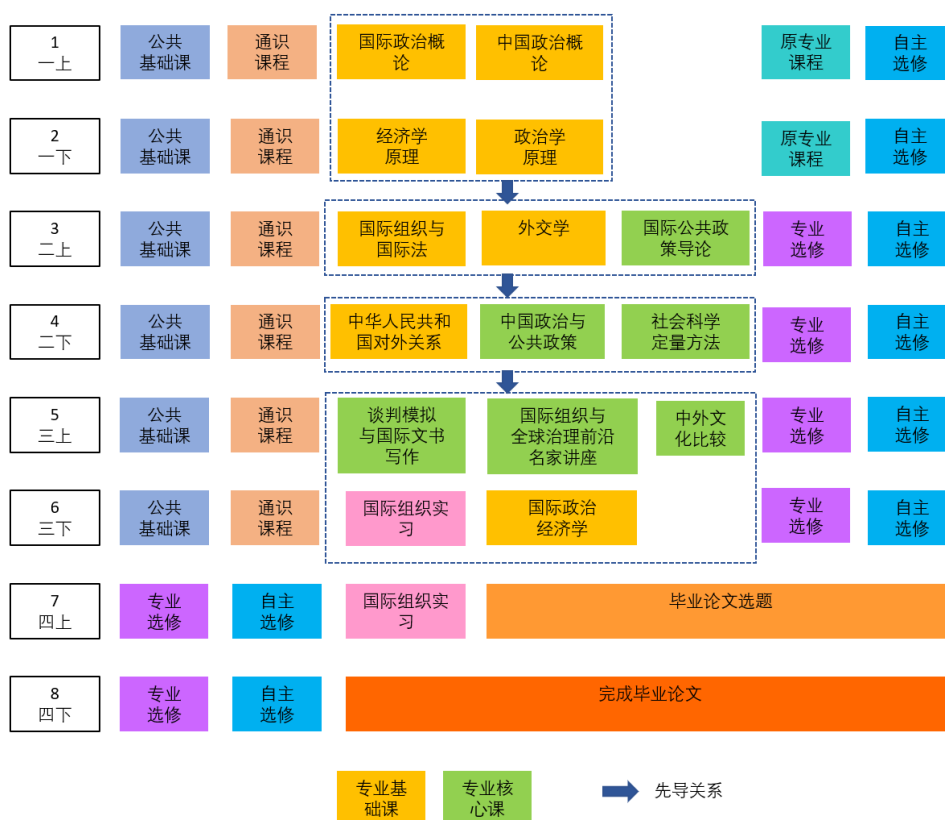 1
一上
公共
基础课
通识
课程
国际政治概
论
中国政治概
论
原专业
课程
自主
选修
2
一下
公共
基础课
通识
课程
经济学
原理
政治学
原理
原专业
课程
自主
选修
3
二上
公共
基础课
通识
课程
国际组织与
国际法
外交学
国际公共政
策导论
专业
选修
自主
选修
4
二下
公共
基础课
通识
课程
中华人民共和
国对外关系
中国政治与
公共政策
社会科学
定量方法
专业
选修
自主
选修
5
三上
公共
基础课
通识
课程
谈判模拟
与国际文书
写作
国际组织与
全球治理前沿
名家讲座
中外文
化比较
专业
选修
自主
选修
6
三下
公共
基础课
通识
课程
国际组织实
习
国际政治
经济学
专业
选修
自主
选修
7
四上
专业
选修
自主
选修
国际组织实
习
毕业论文选题
8
四下
专业
选修
自主
选修
完成毕业论文
专业基
础课
专业核
心课
先导关系